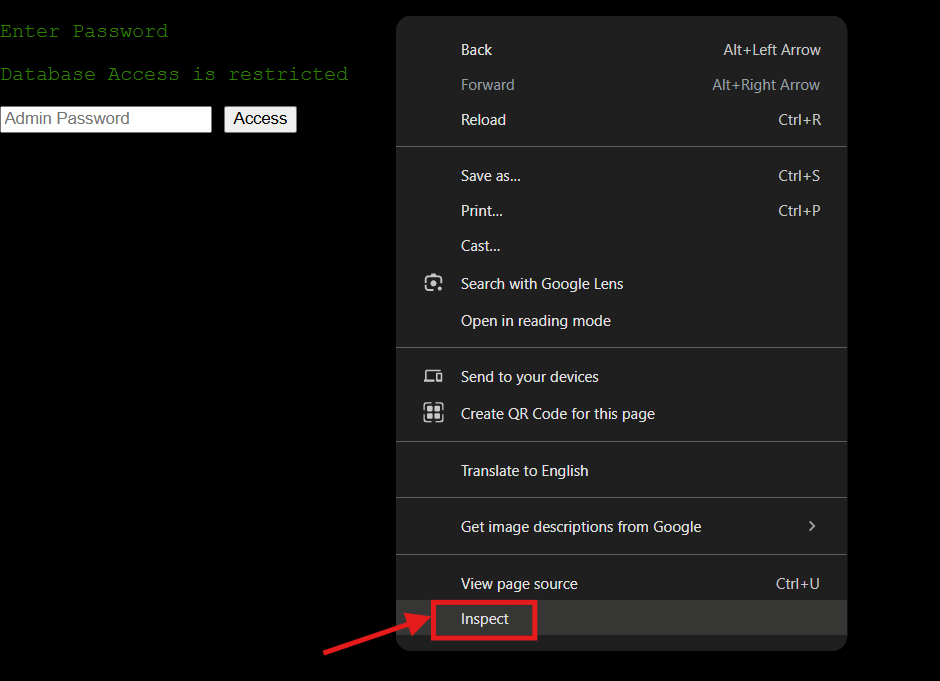 Enter Password
Database Access is restricted
Admin Password Access
Back Alt+Left Arrow
Forward Alt+Right Arrow
Reload Ctrl+R
Save as... Ctrl+S
Print... Ctrl+P
Cast...
Search with Google Lens
Open in reading mode
Send to your devices
Create QR Code for this page
Translate to English
Get image descriptions from Google
View page source Ctrl+U
Inspect